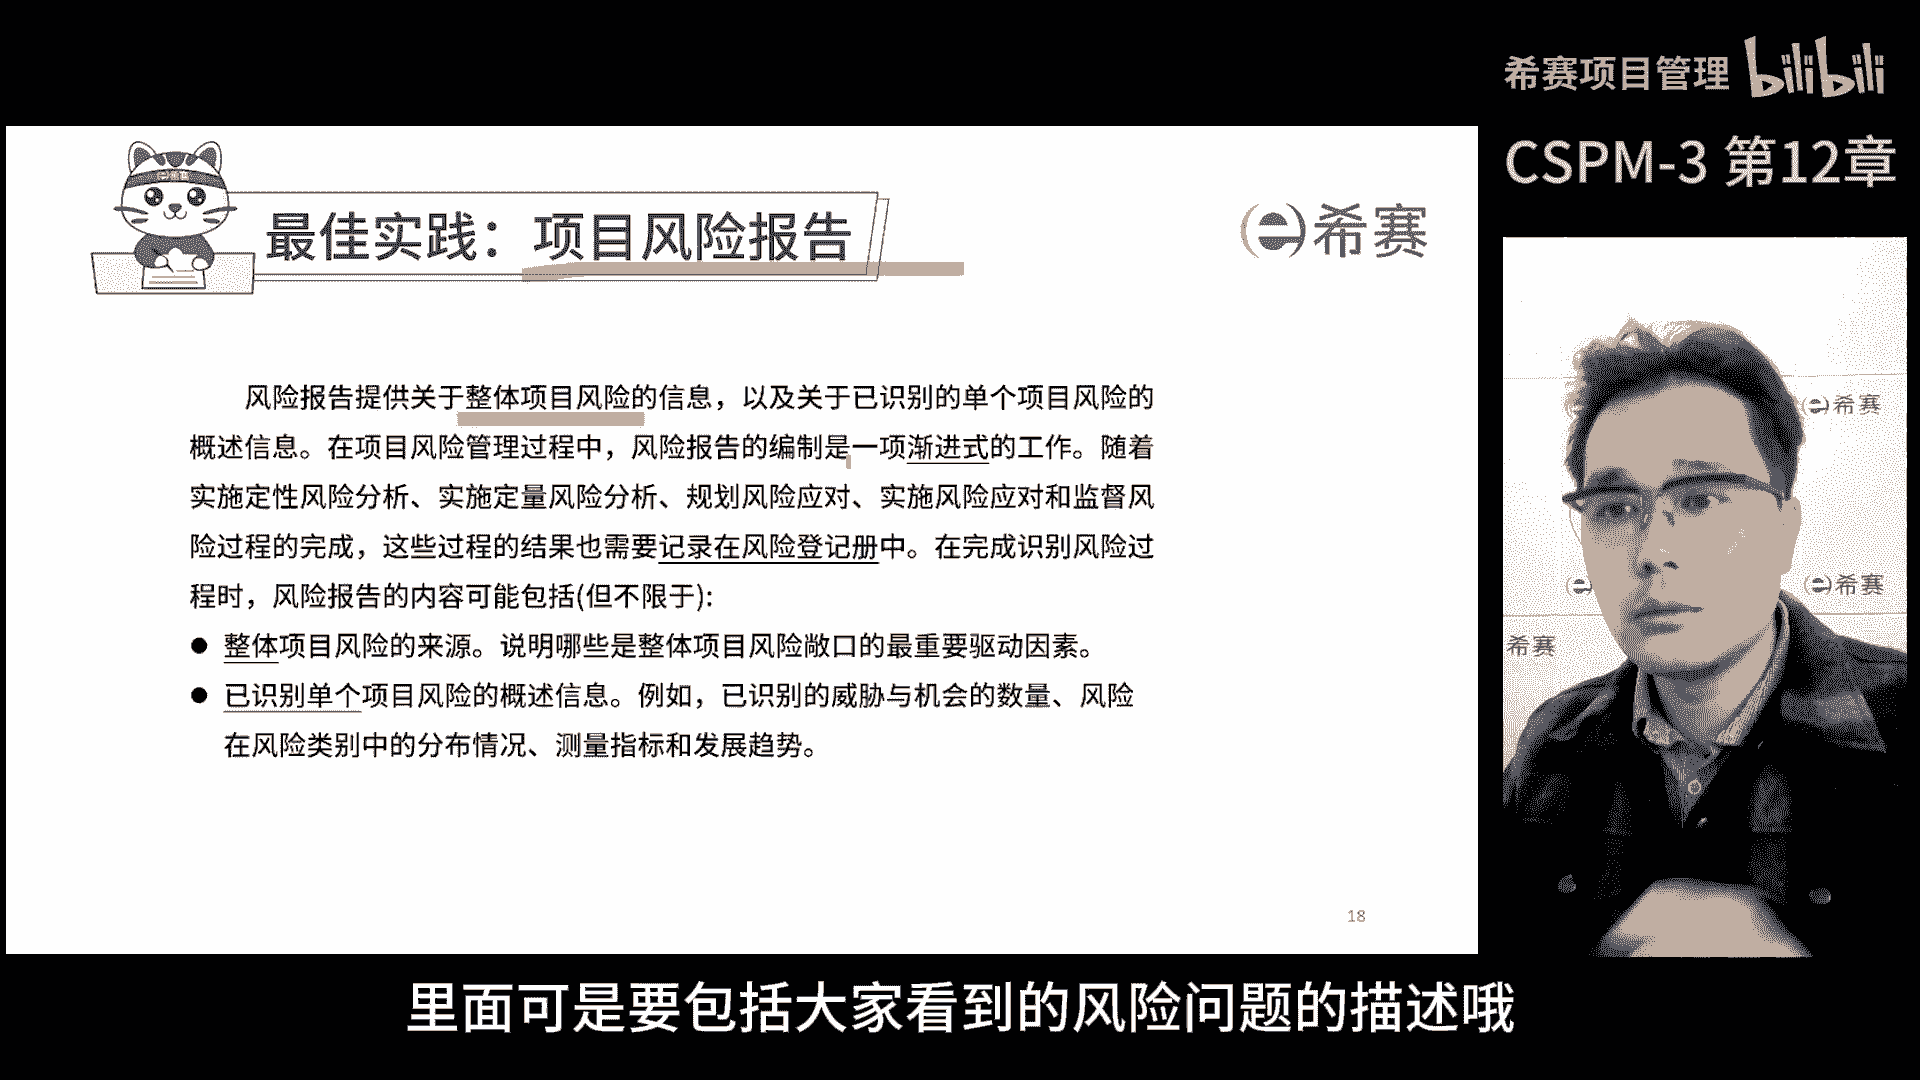 希赛项目管理 bilibili
CSPM-3 第12章
最佳实践：项目风险报告
希赛
风险报告提供关于整体项目风险的信息，以及关于已识别的单个项目风险的
概述信息。在项目风险管理过程中，风险报告的编制是一项渐进式的工作。随着
实施定性风险分析、实施定量风险分析、规划风险应对、实施风险应对和监督风
险过程的完成，这些过程的结果也需要记录在风险登记册中。在完成识别风险过
程时，风险报告的内容可能包括(但不限于):
● 整体项目风险的来源。说明哪些是整体项目风险敞口的最重要驱动因素。
● 已识别单个项目风险的概述信息。例如，已识别的威胁与机会的数量、风险
在风险类别中的分布情况、测量指标和发展趋势。
18
希赛
希赛
希赛
里面可是要包括大家看到的风险问题的描述哦